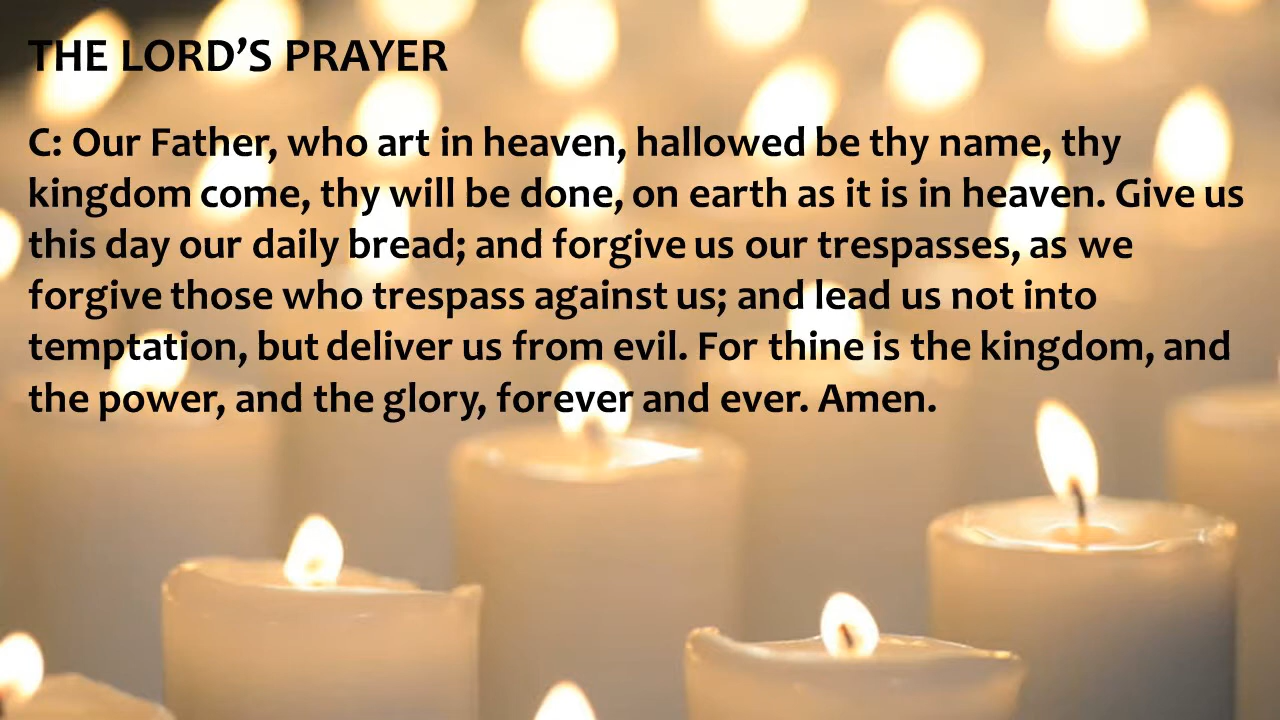 THE LORD’S PRAYER
C: Our Father, who art in heaven, hallowed be thy name, thy
kingdom come, thy will be done, on earth as it is in heaven. Give us
this day our daily bread; and forgive us our trespasses, as we
forgive those who trespass against us; and lead us not into
temptation, but deliver us from evil. For thine is the kingdom, and
the power, and the glory, forever and ever. Amen.